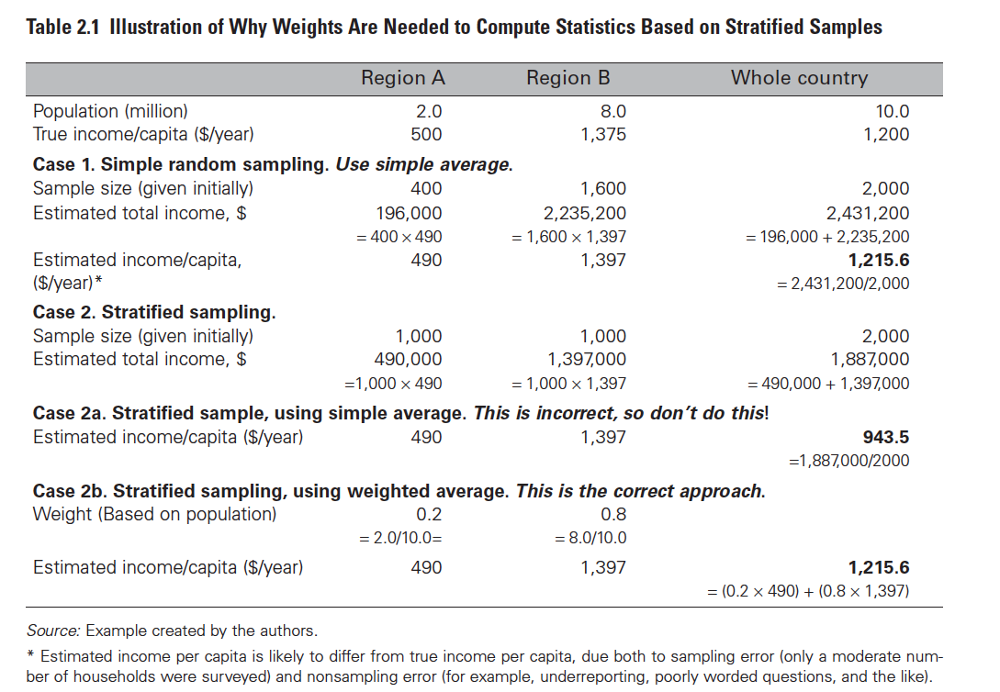 Table 2.1 Illustration of Why Weights Are Needed to Compute Statistics Based on Stratified Samples
Region A Region B Whole country
Population (million) 2.0 8.0 10.0
True income/capita ($/year) 500 1,375 1,200
Case 1. Simple random sampling. Use simple average.
Sample size (given initially) 400 1,600 2,000
Estimated total income, $ 196,000 2,235,200 2,431,200
= 400 × 490 = 1,600 × 1,397 = 196,000 + 2,235,200
Estimated income/capita, 490 1,397 1,215.6
($/year)* = 2,431,200/2,000
Case 2. Stratified sampling.
Sample size (given initially) 1,000 1,000 2,000
Estimated total income, $ 490,000 1,397,000 1,887,000
=1,000 × 490 = 1,000 × 1,397 = 490,000 + 1,397,000
Case 2a. Stratified sample, using simple average. This is incorrect, so don't do this!
Estimated income/capita ($/year) 490 1,397 943.5
=1,887,000/2000
Case 2b. Stratified sampling, using weighted average. This is the correct approach.
Weight (Based on population) 0.2 0.8
= 2.0/10.0= = 8.0/10.0
Estimated income/capita ($/year) 490 1,397 1,215.6
= (0.2 × 490) + (0.8 × 1,397)
Source: Example created by the authors.
* Estimated income per capita is likely to differ from true income per capita, due both to sampling error (only a moderate num-
ber of households were surveyed) and nonsampling error (for example, underreporting, poorly worded questions, and the like).